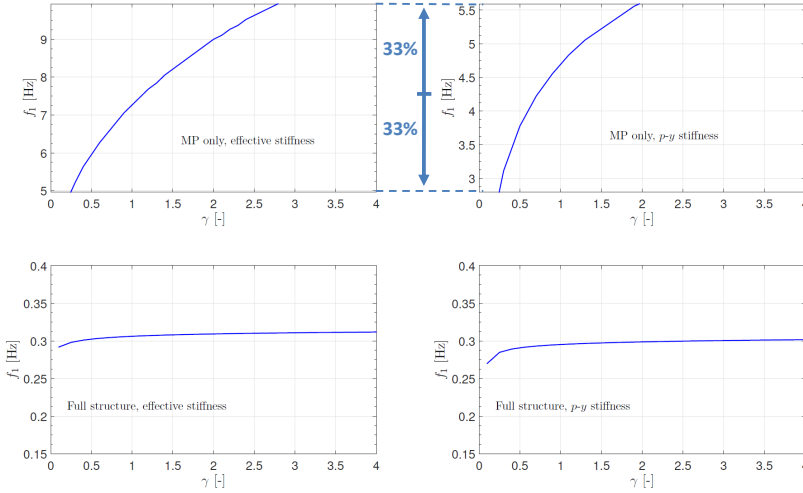 f₁ [Hz]
9
8
7
6
5
MP only, effective stiffness
0.5 1 1.5 2 2.5 3 3.5 4
γ [-]
33%
33%
f₁ [Hz]
5.5
5
4.5
4
3.5
3
MP only, p-y stiffness
0 0.5 1 1.5 2 2.5 3 3.5 4
γ [-]
f₁ [Hz]
0.4
0.35
0.3
0.25
0.2
0.15
Full structure, effective stiffness
0 0.5 1 1.5 2 2.5 3 3.5 4
γ [-]
f₁ [Hz]
0.4
0.35
0.3
0.25
0.2
0.15
Full structure, p-y stiffness
0 0.5 1 1.5 2 2.5 3 3.5 4
γ [-]